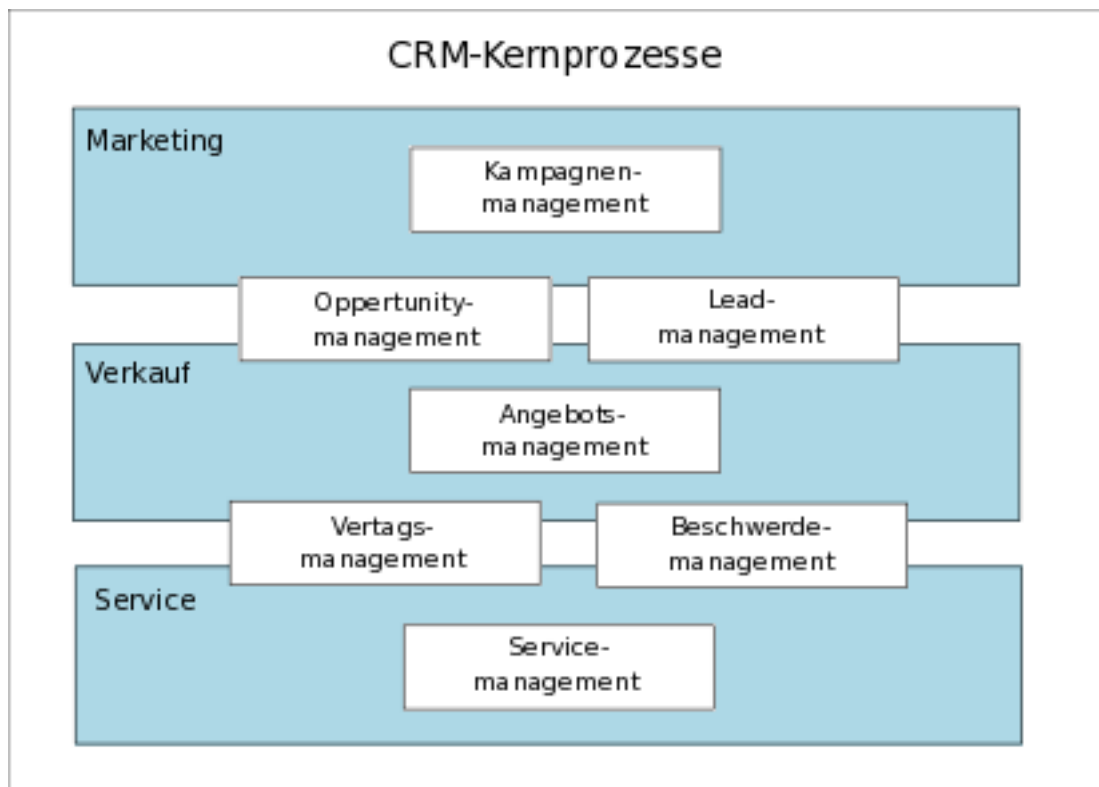 CRM-Kernprozesse
Marketing
Kampagnen-
management
Oppertunity-
management
Lead-
management
Verkauf
Angebots-
management
Vertags-
management
Beschwerde-
management
Service
Service-
management